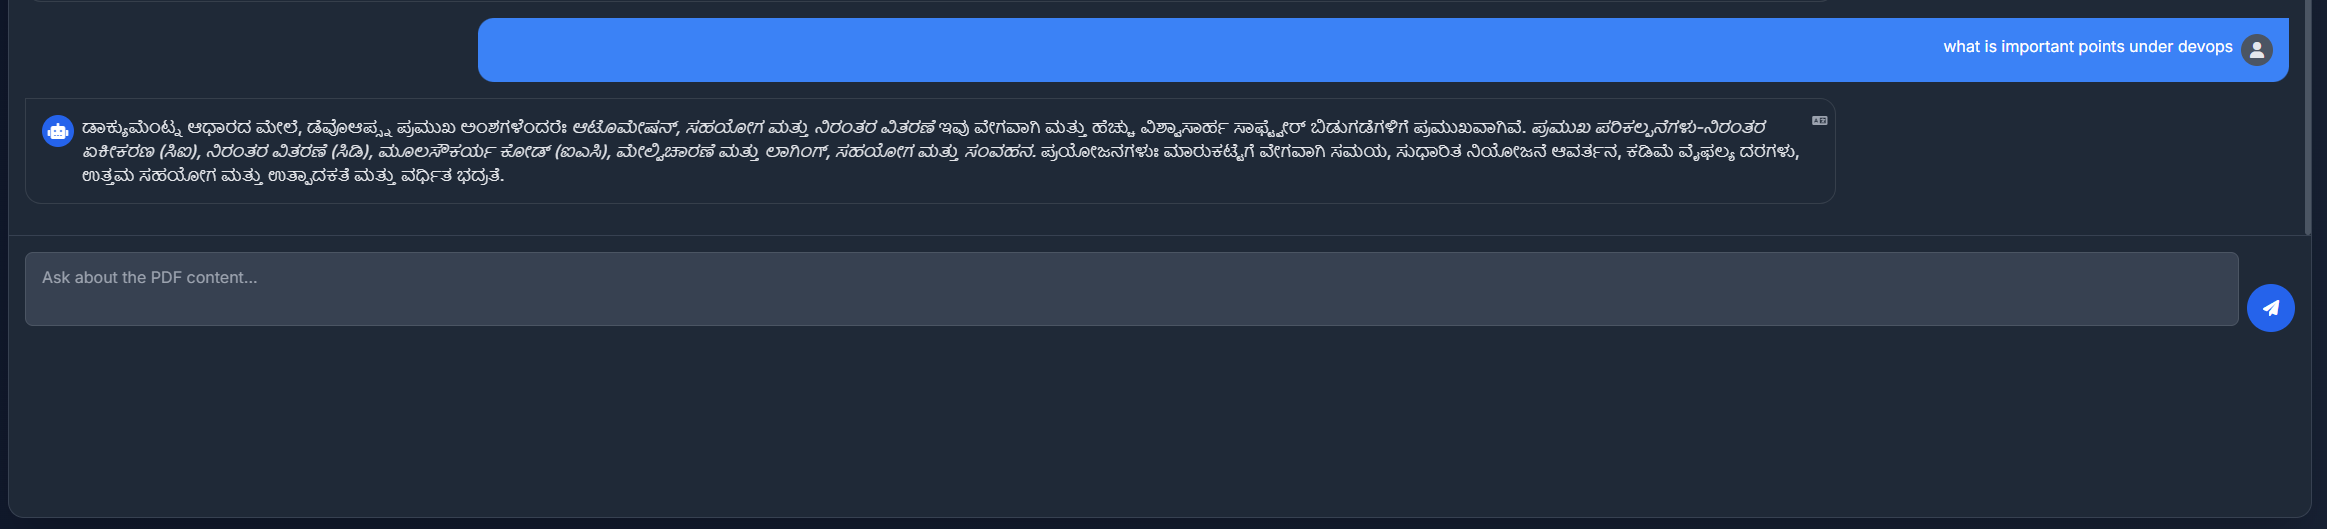 what is important points under devops
ಡಾಕ್ಯುಮೆಂಟ್ನ ಆಧಾರದ ಮೇಲೆ, ಡೆವೊಆಪ್ಸ್ನ ಪ್ರಮುಖ ಅಂಶಗಳೆಂದರೆಃ ಆಟೊಮೇಷನ್, ಸಹಯೋಗ ಮತ್ತು ನಿರಂತರ ವಿತರಣೆ ಇವು ವೇಗವಾಗಿ ಮತ್ತು ಹೆಚ್ಚು ವಿಶ್ವಾಸಾರ್ಹ ಸಾಫ್ಟ್ವೇರ್ ಬಿಡುಗಡೆಗಳಿಗೆ ಪ್ರಮುಖವಾಗಿವೆ. ಪ್ರಮುಖ ಪರಿಕಲ್ಪನೆಗಳು-ನಿರಂತರ
ಏಕೀಕರಣ (ಸಿಐ), ನಿರಂತರ ವಿತರಣೆ (ಸಿಡಿ), ಮೂಲಸೌಕರ್ಯ ಕೋಡ್ (ಐಎಸಿ), ಮೇಲ್ವಿಚಾರಣೆ ಮತ್ತು ಲಾಗಿಂಗ್, ಸಹಯೋಗ ಮತ್ತು ಸಂವಹನ. ಪ್ರಯೋಜನಗಳುಃ ಮಾರುಕಟ್ಟೆಗೆ ವೇಗವಾಗಿ ಸಮಯ, ಸುಧಾರಿತ ನಿಯೋಜನೆ ಆವರ್ತನ, ಕಡಿಮೆ ವೈಫಲ್ಯ ದರಗಳು,
ಉತ್ತಮ ಸಹಯೋಗ ಮತ್ತು ಉತ್ಪಾದಕತೆ ಮತ್ತು ವರ್ಧಿತ ಭದ್ರತೆ.
Ask about the PDF content...